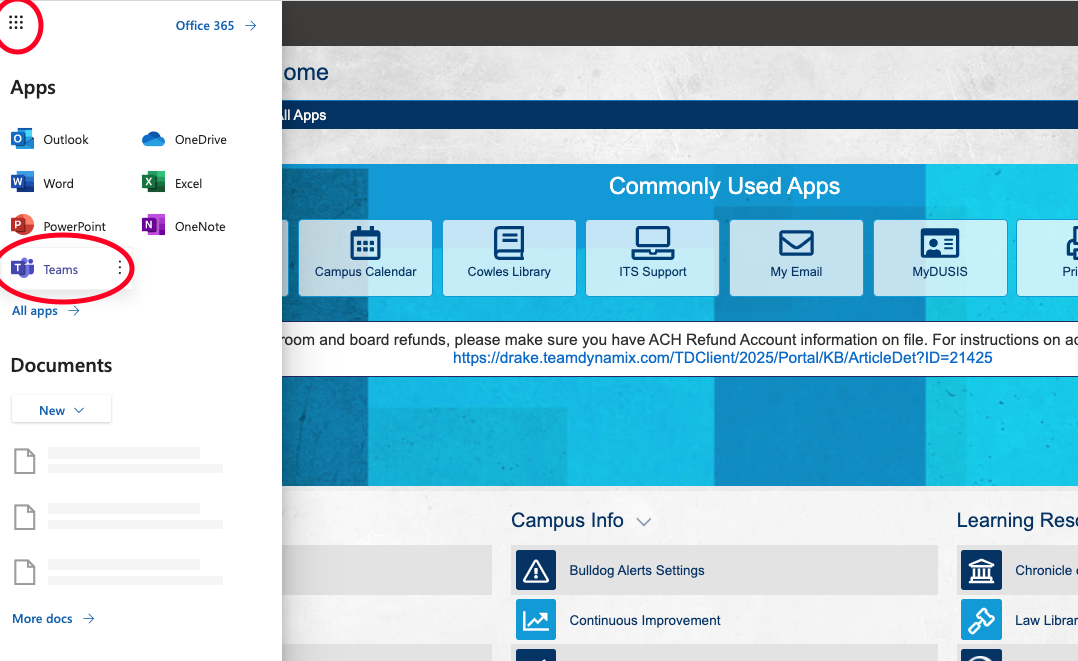 Office 365
Apps
Outlook
OneDrive
Word
Excel
PowerPoint
OneNote
Teams
All apps
Documents
New
More docs
ome
ll Apps
Commonly Used Apps
Campus Calendar
Cowles Library
ITS Support
My Email
MyDUSIS
Pri
room and board refunds, please make sure you have ACH Refund Account information on file. For instructions on ac
https://drake.teamdynamix.com/TDClient/2025/Portal/KB/ArticleDet?ID=21425
Campus Info
Learning Reso
Bulldog Alerts Settings
Chronicle
Continuous Improvement
Law Librar